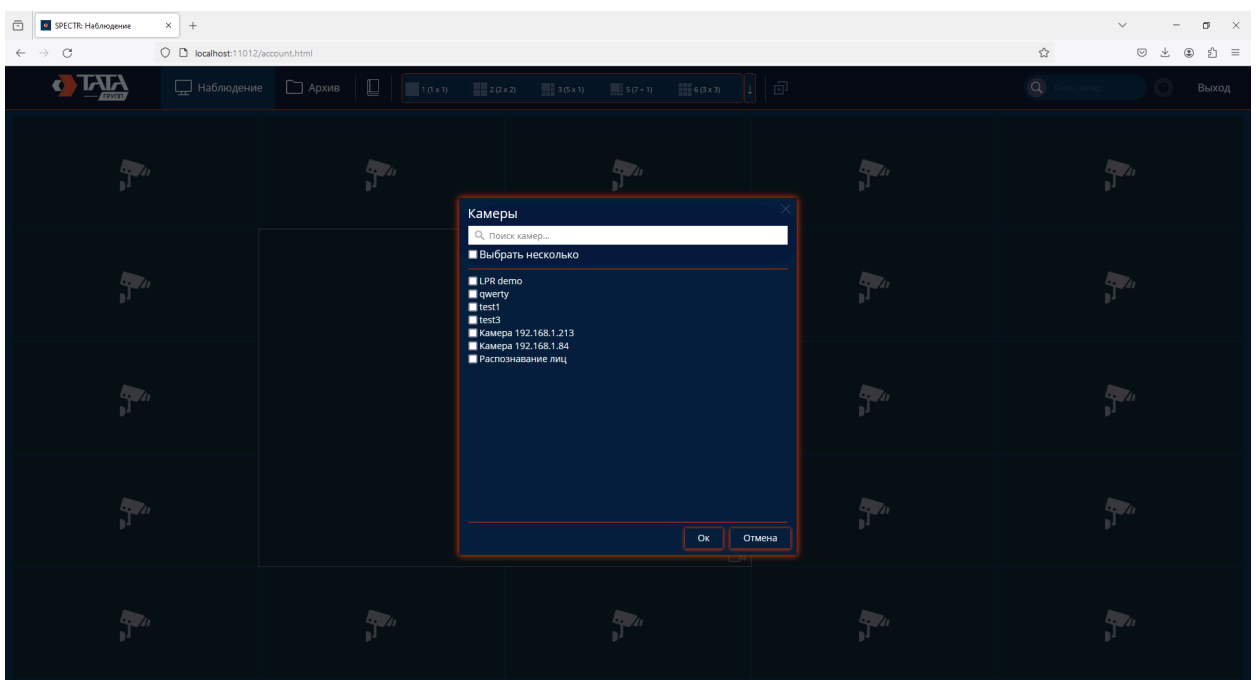 SPECTR: Наблюдение
localhost:11012/account.html
ТАТА ГРУПП
Наблюдение
Архив
1 (1 x 1)
2 (2 x 2)
3 (5 x 1)
5 (7 + 1)
6 (3 x 3)
Выход
Камеры
Поиск камер...
Выбрать несколько
LPR demo
qwerty
test1
test3
Камера 192.168.1.213
Камера 192.168.1.84
Распознавание лиц
Ок
Отмена